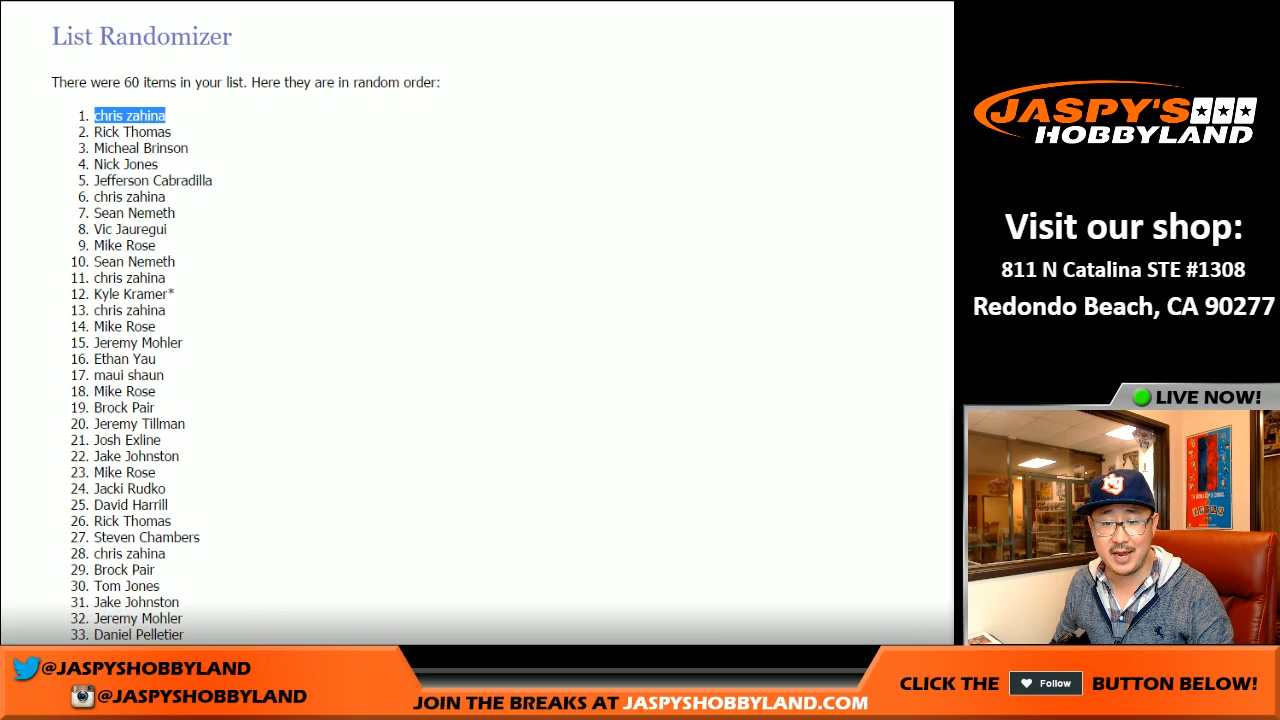 List Randomizer
There were 60 items in your list. Here they are in random order:
1. chris zahina
2. Rick Thomas
3. Micheal Brinson
4. Nick Jones
5. Jefferson Cabradilla
6. chris zahina
7. Sean Nemeth
8. Vic Jauregui
9. Mike Rose
10. Sean Nemeth
11. chris zahina
12. Kyle Kramer*
13. chris zahina
14. Mike Rose
15. Jeremy Mohler
16. Ethan Yau
17. maui shaun
18. Mike Rose
19. Brock Pair
20. Jeremy Tillman
21. Josh Exline
22. Jake Johnston
23. Mike Rose
24. Jacki Rudko
25. David Harrill
26. Rick Thomas
27. Steven Chambers
28. chris zahina
29. Brock Pair
30. Tom Jones
31. Jake Johnston
32. Jeremy Mohler
33. Daniel Pelletier
JASPY'S
HOBBYLAND
Visit our shop:
811 N Catalina STE #1308
Redondo Beach, CA 90277
LIVE NOW!
@JASPYSHOBBYLAND
@JASPYSHOBBYLAND
JOIN THE BREAKS AT JASPYSHOBBYLAND.COM
CLICK THE Follow BUTTON BELOW!